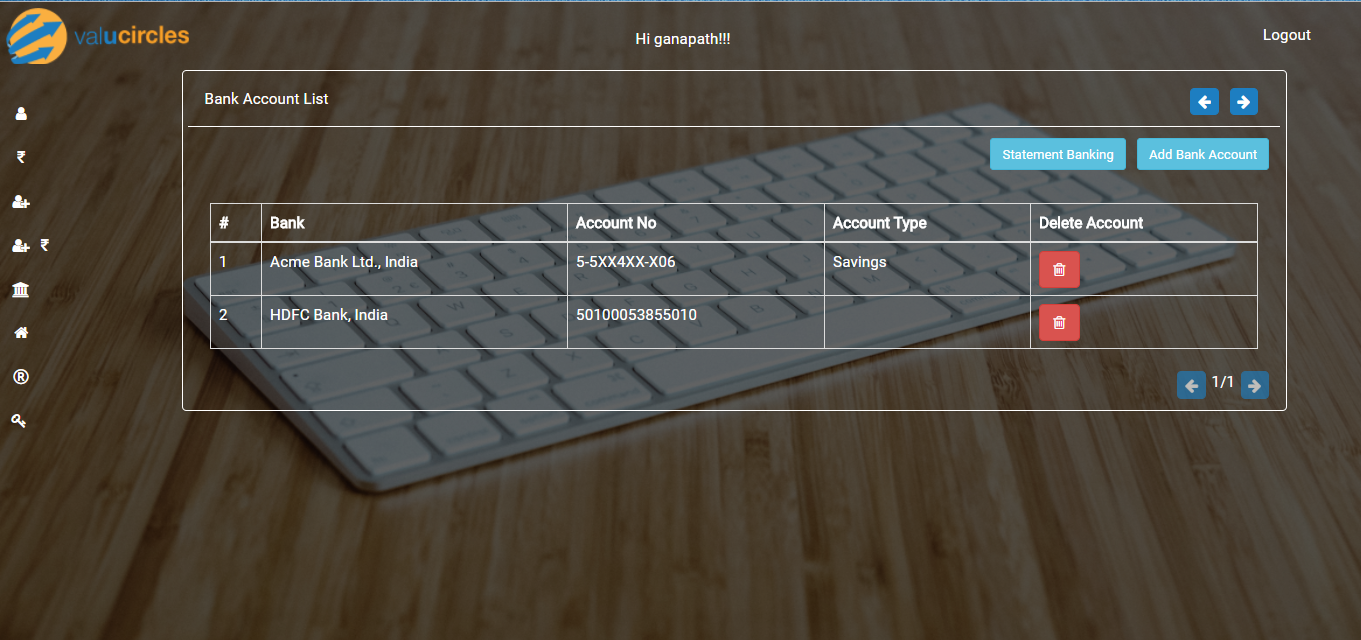 valucircles
Hi ganapath!!!
Logout
Bank Account List
Statement Banking
Add Bank Account
# Bank Account No Account Type Delete Account
1 Acme Bank Ltd., India 5-5XX4XX-X06 Savings
2 HDFC Bank, India 50100053855010
1/1